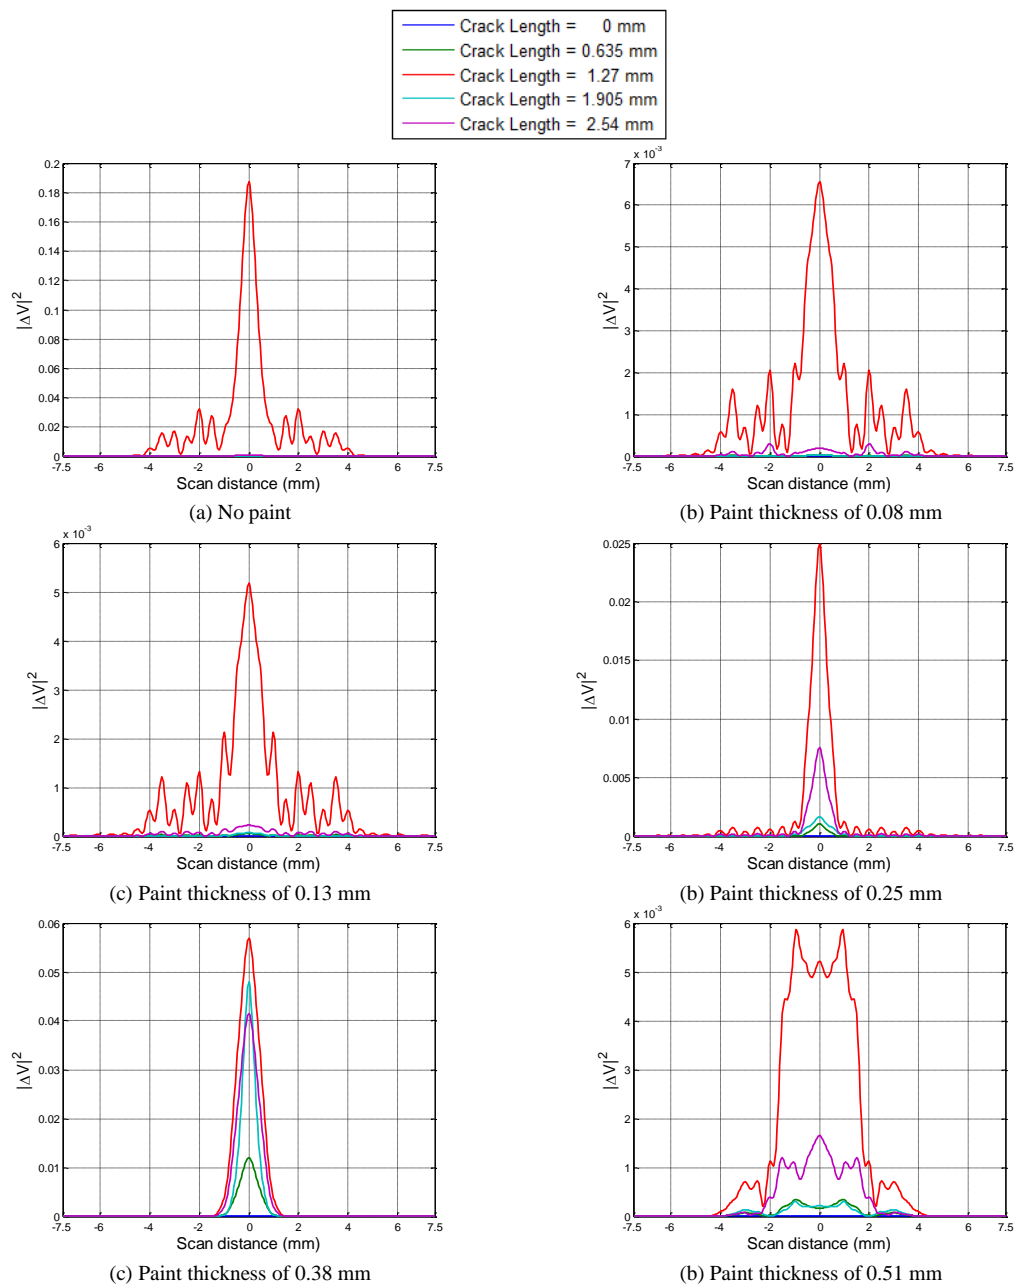 Crack Length = 0 mm
Crack Length = 0.635 mm
Crack Length = 1.27 mm
Crack Length = 1.905 mm
Crack Length = 2.54 mm
0.2
0.18
0.16
0.14
0.12
0.1
0.08
0.06
0.04
0.02
0
|ΔV|²
-7.5 -6 -4 -2 0 2 4 6 7.5
Scan distance (mm)
(a) No paint
x 10⁻³
7
6
5
4
3
2
1
0
|ΔV|²
-7.5 -6 -4 -2 0 2 4 6 7.5
Scan distance (mm)
(b) Paint thickness of 0.08 mm
x 10⁻³
6
5
4
3
2
1
0
|ΔV|²
-7.5 -6 -4 -2 0 2 4 6 7.5
Scan distance (mm)
(c) Paint thickness of 0.13 mm
0.025
0.02
0.015
0.01
0.005
0
|ΔV|²
-7.5 -6 -4 -2 0 2 4 6 7.5
Scan distance (mm)
(b) Paint thickness of 0.25 mm
0.06
0.05
0.04
0.03
0.02
0.01
0
|ΔV|²
-7.5 -6 -4 -2 0 2 4 6 7.5
Scan distance (mm)
(c) Paint thickness of 0.38 mm
x 10⁻³
6
5
4
3
2
1
0
|ΔV|²
-7.5 -6 -4 -2 0 2 4 6 7.5
Scan distance (mm)
(b) Paint thickness of 0.51 mm